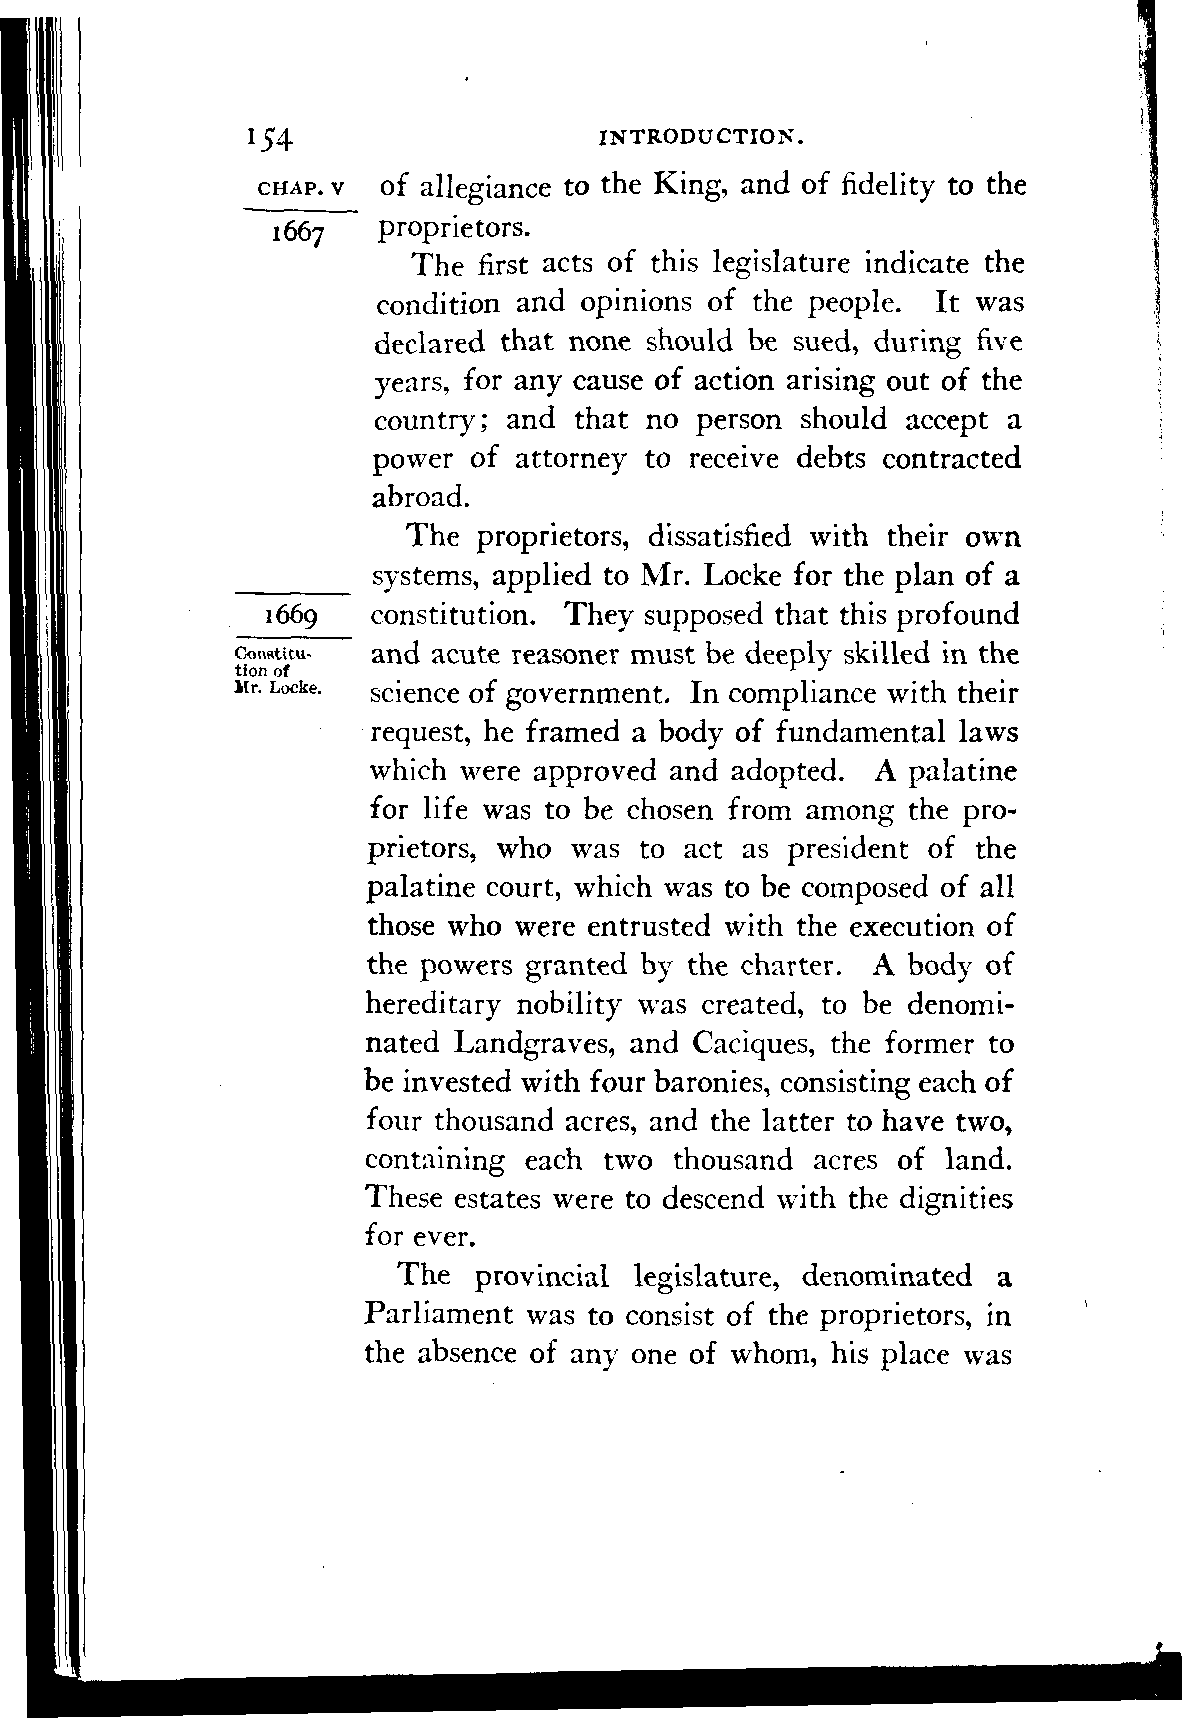 154 INTRODUCTION.
CHAP. V of allegiance to the King, and of fidelity to the
1667 proprietors.
The first acts of this legislature indicate the
condition and opinions of the people. It was
declared that none should be sued, during five
years, for any cause of action arising out of the
country; and that no person should accept a
power of attorney to receive debts contracted
abroad.
The proprietors, dissatisfied with their own
systems, applied to Mr. Locke for the plan of a
1669 constitution. They supposed that this profound
Constitu- and acute reasoner must be deeply skilled in the
tion of
Mr. Locke. science of government. In compliance with their
request, he framed a body of fundamental laws
which were approved and adopted. A palatine
for life was to be chosen from among the pro-
prietors, who was to act as president of the
palatine court, which was to be composed of all
those who were entrusted with the execution of
the powers granted by the charter. A body of
hereditary nobility was created, to be denomi-
nated Landgraves, and Caciques, the former to
be invested with four baronies, consisting each of
four thousand acres, and the latter to have two,
containing each two thousand acres of land.
These estates were to descend with the dignities
for ever.
The provincial legislature, denominated a
Parliament was to consist of the proprietors, in
the absence of any one of whom, his place was